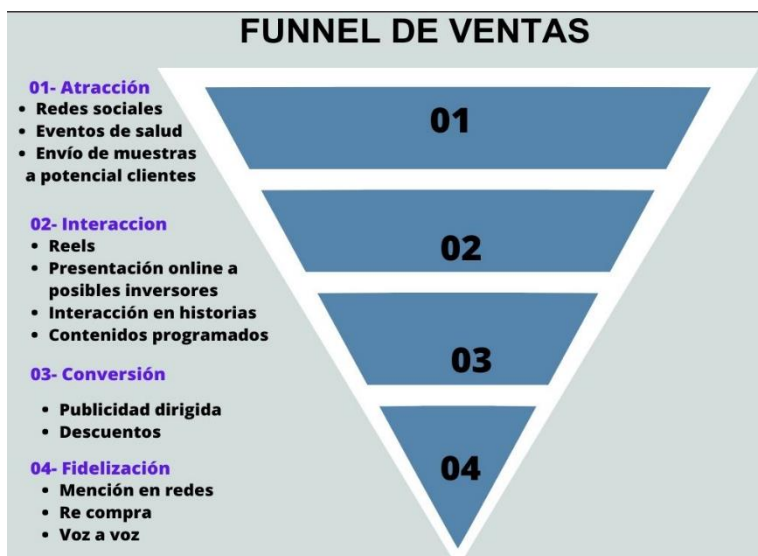 FUNNEL DE VENTAS
01- Atracción
• Redes sociales
• Eventos de salud
• Envío de muestras
a potencial clientes
02- Interaccion
• Reels
• Presentación online a
posibles inversores
• Interacción en historias
• Contenidos programados
03- Conversión
• Publicidad dirigida
• Descuentos
04- Fidelización
• Mención en redes
• Re compra
• Voz a voz
01
02
03
04